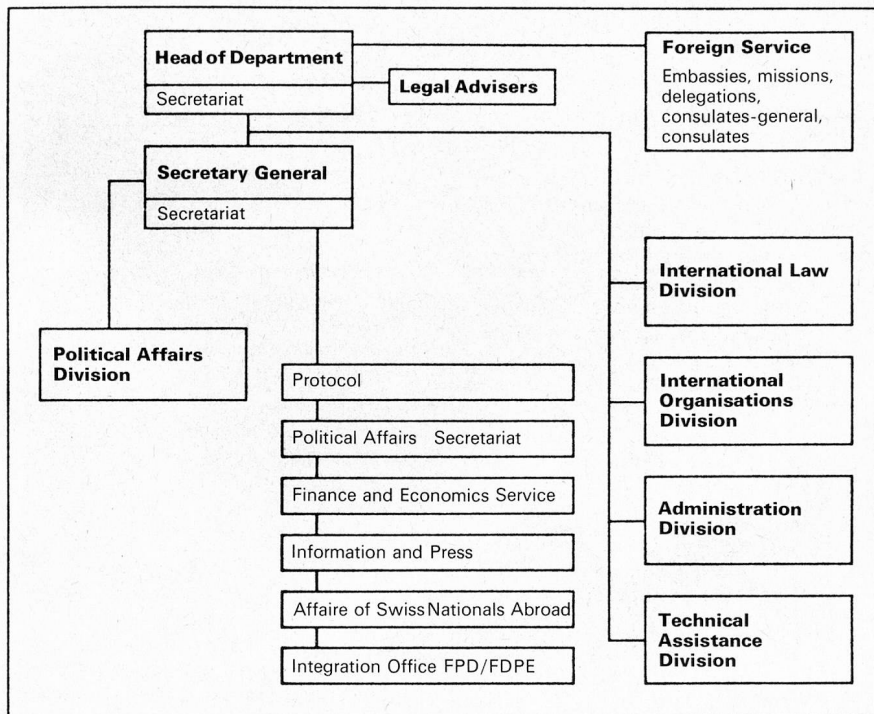 Head of Department
Secretariat
Legal Advisers
Foreign Service
Embassies, missions,
delegations,
consulates-general,
consulates
Secretary General
Secretariat
Political Affairs
Division
Protocol
Political Affairs Secretariat
Finance and Economics Service
Information and Press
Affaire of Swiss Nationals Abroad
Integration Office FPD/FDPE
International Law
Division
International
Organisations
Division
Administration
Division
Technical
Assistance
Division